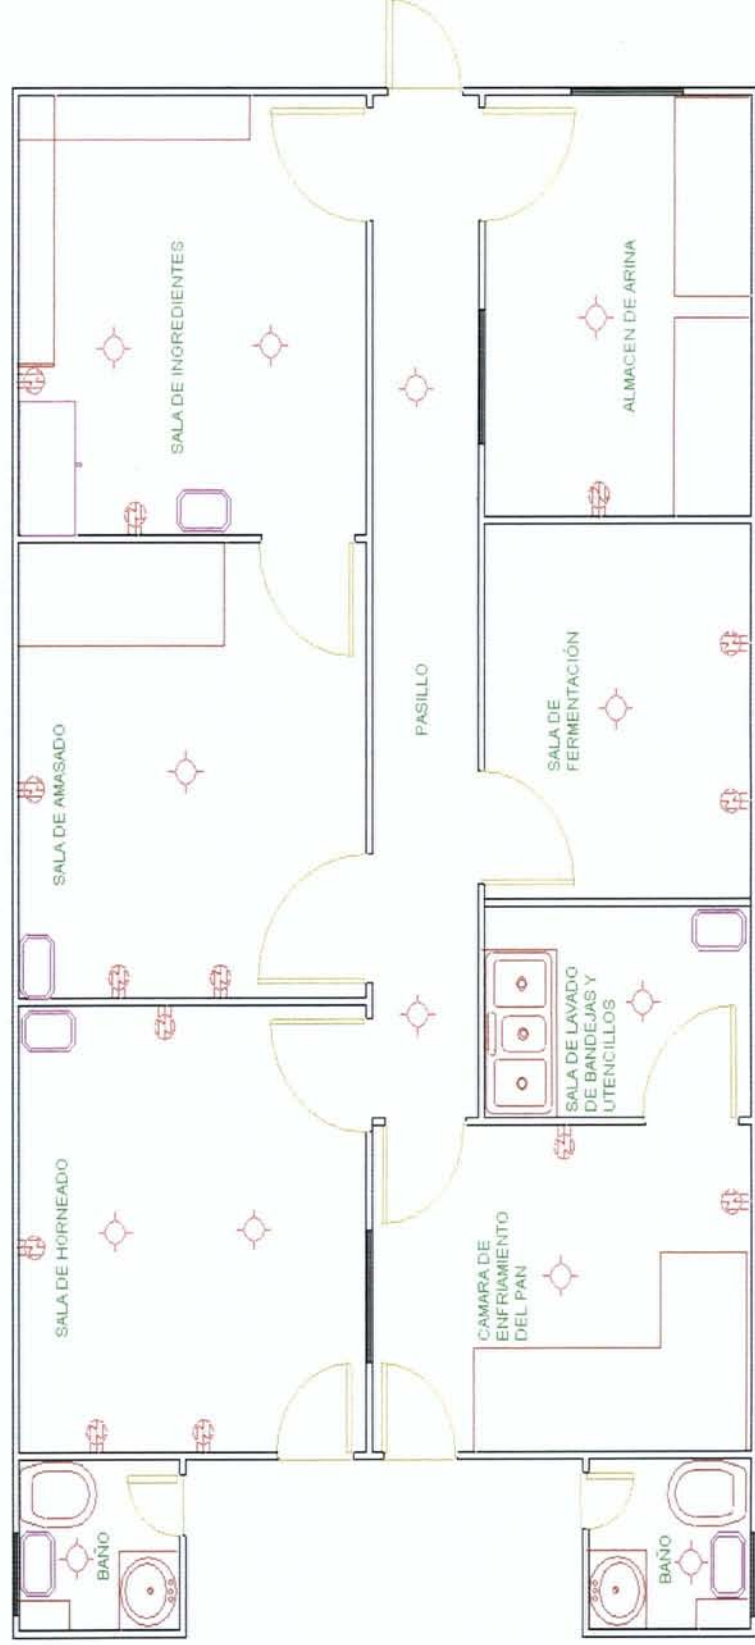 SALA DE HORNEADO
SALA DE AMASADO
SALA DE INGREDIENTES
BAÑO
PASILLO
CAMARA DE
ENFRIAMIENTO
DEL PAN
SALA DE LAVADO
DE BANDEJAS Y
UTENCILLOS
SALA DE
FERMENTACIÓN
ALMACEN DE ARINA
BAÑO